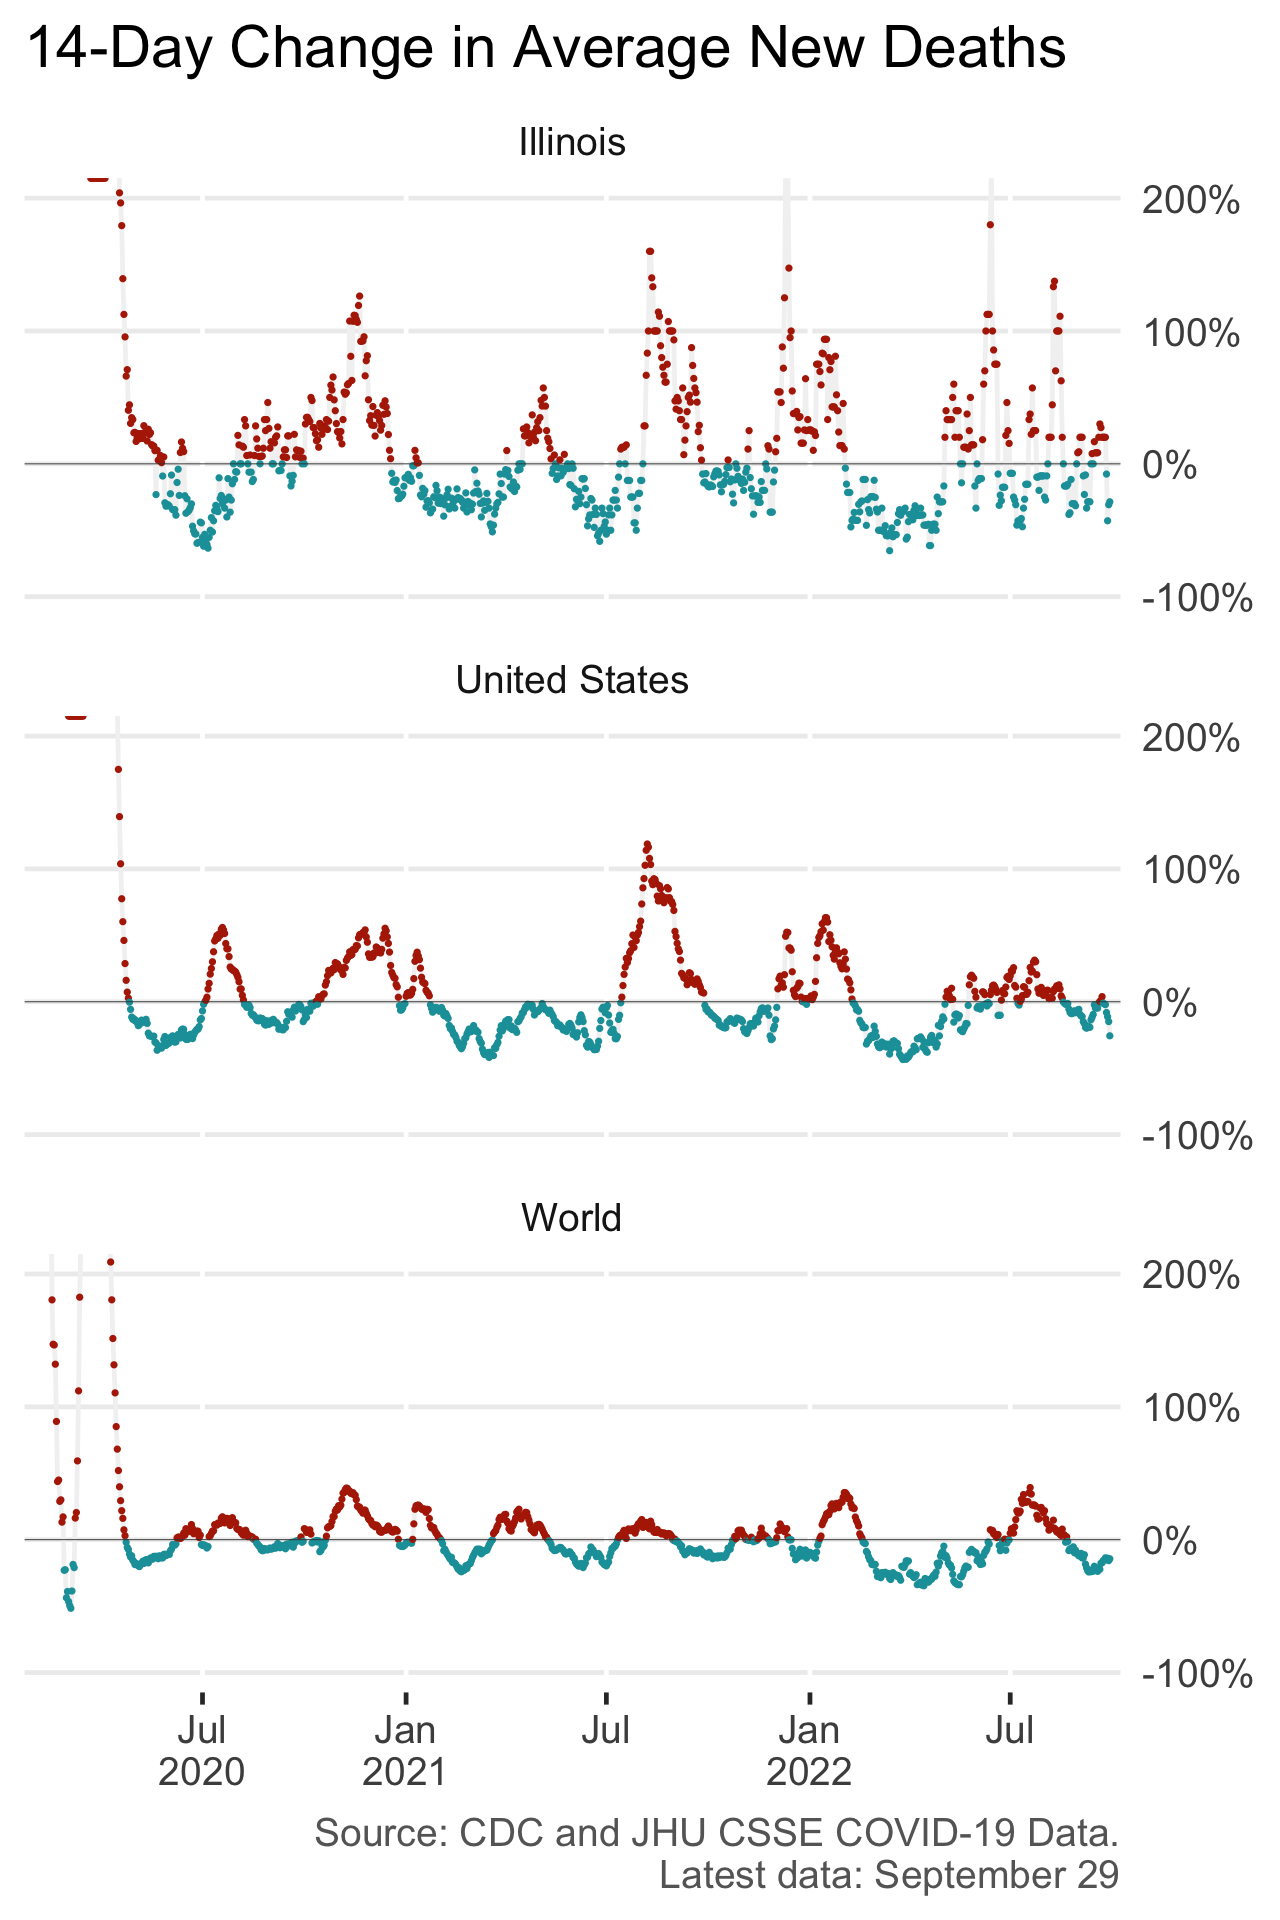 14-Day Change in Average New Deaths
Illinois
200%
100%
0%
-100%
United States
200%
100%
0%
-100%
World
200%
100%
0%
-100%
Jul Jan Jul Jan Jul
2020 2021 2022
Source: CDC and JHU CSSE COVID-19 Data.
Latest data: September 29